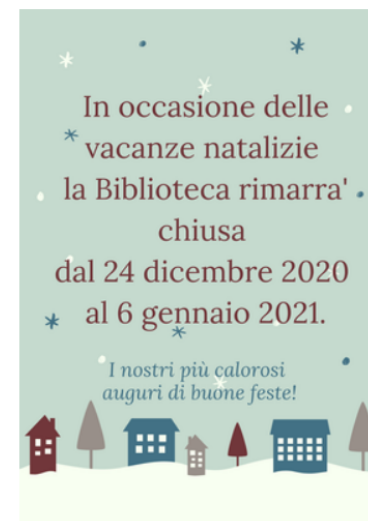 In occasione delle
vacanze natalizie
la Biblioteca rimarra'
chiusa
dal 24 dicembre 2020
al 6 gennaio 2021.
I nostri più calorosi
auguri di buone feste!